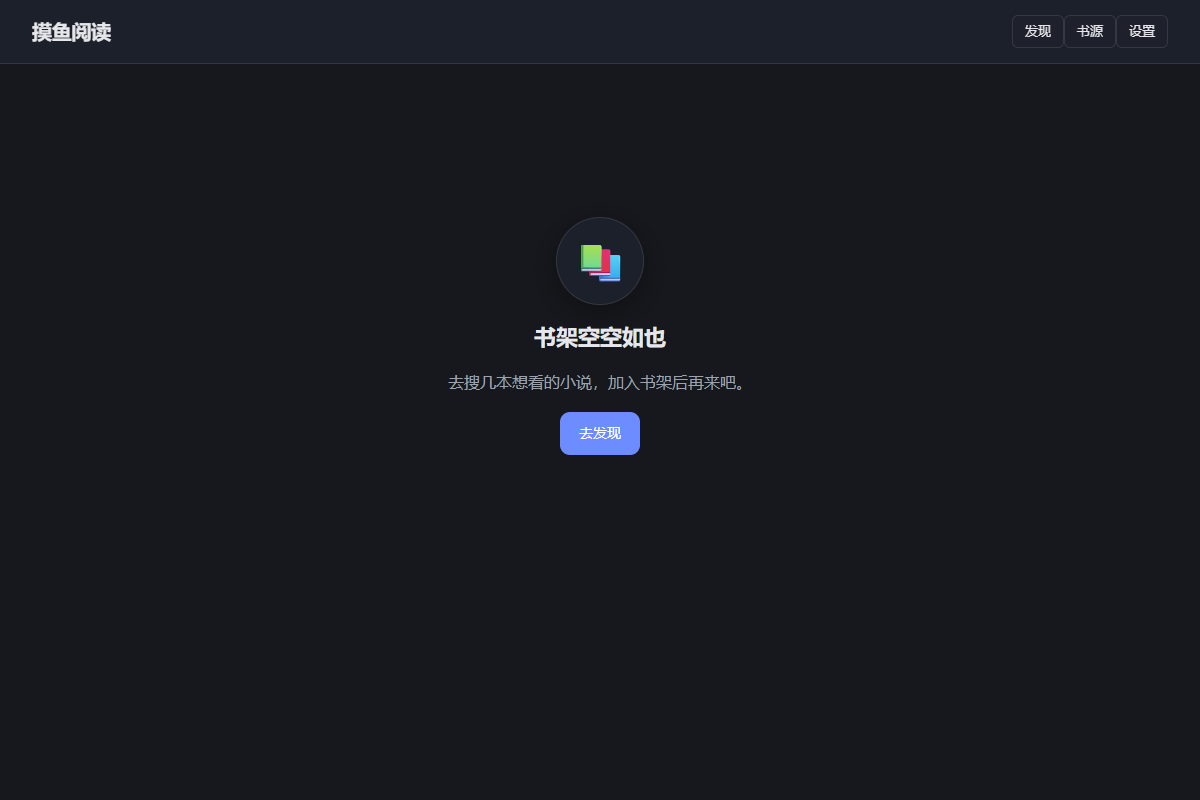 摸鱼阅读
发现 书源 设置
书架空空如也
去搜几本想看的小说，加入书架后再来吧。
去发现